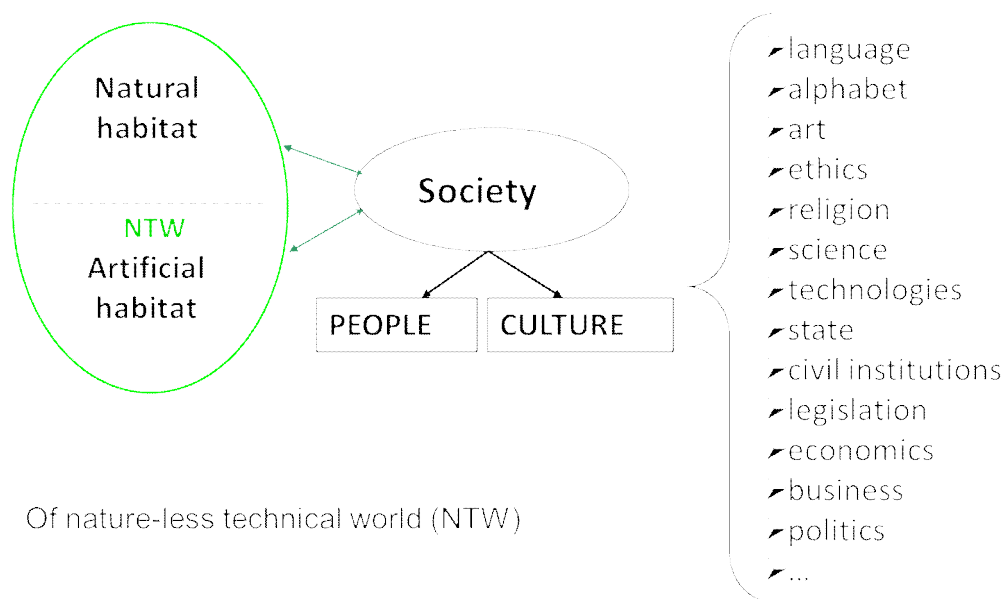 Natural
habitat
NTW
Artificial
habitat
Society
PEOPLE
CULTURE
language
alphabet
art
ethics
religion
science
technologies
state
civil institutions
legislation
economics
business
politics
...
Of nature-less technical world (NTW)